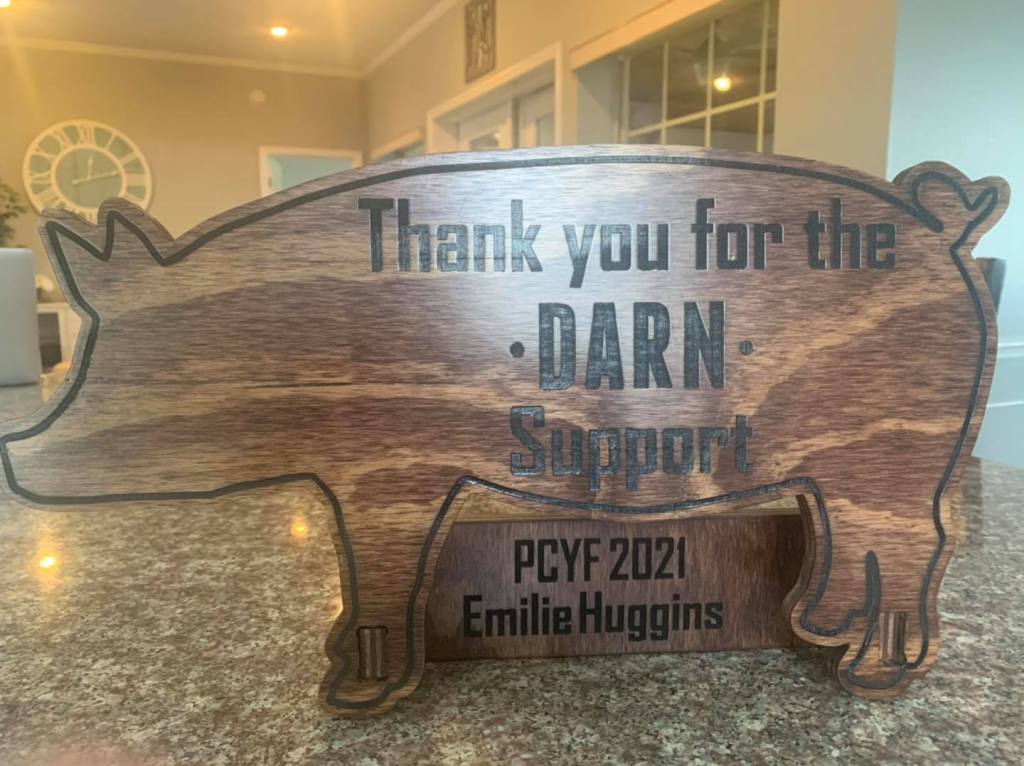 Thank you for the
·DARN·
Support
PCYF 2021
Emilie Huggins